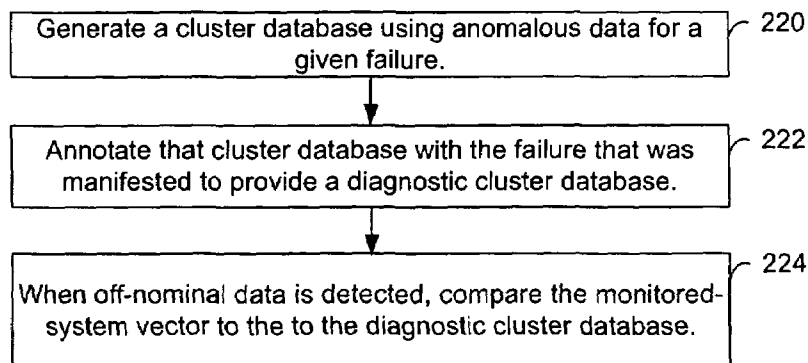 Generate a cluster database using anomalous data for a
given failure.
220
Annotate that cluster database with the failure that was
manifested to provide a diagnostic cluster database.
222
When off-nominal data is detected, compare the monitored-
system vector to the to the diagnostic cluster database.
224